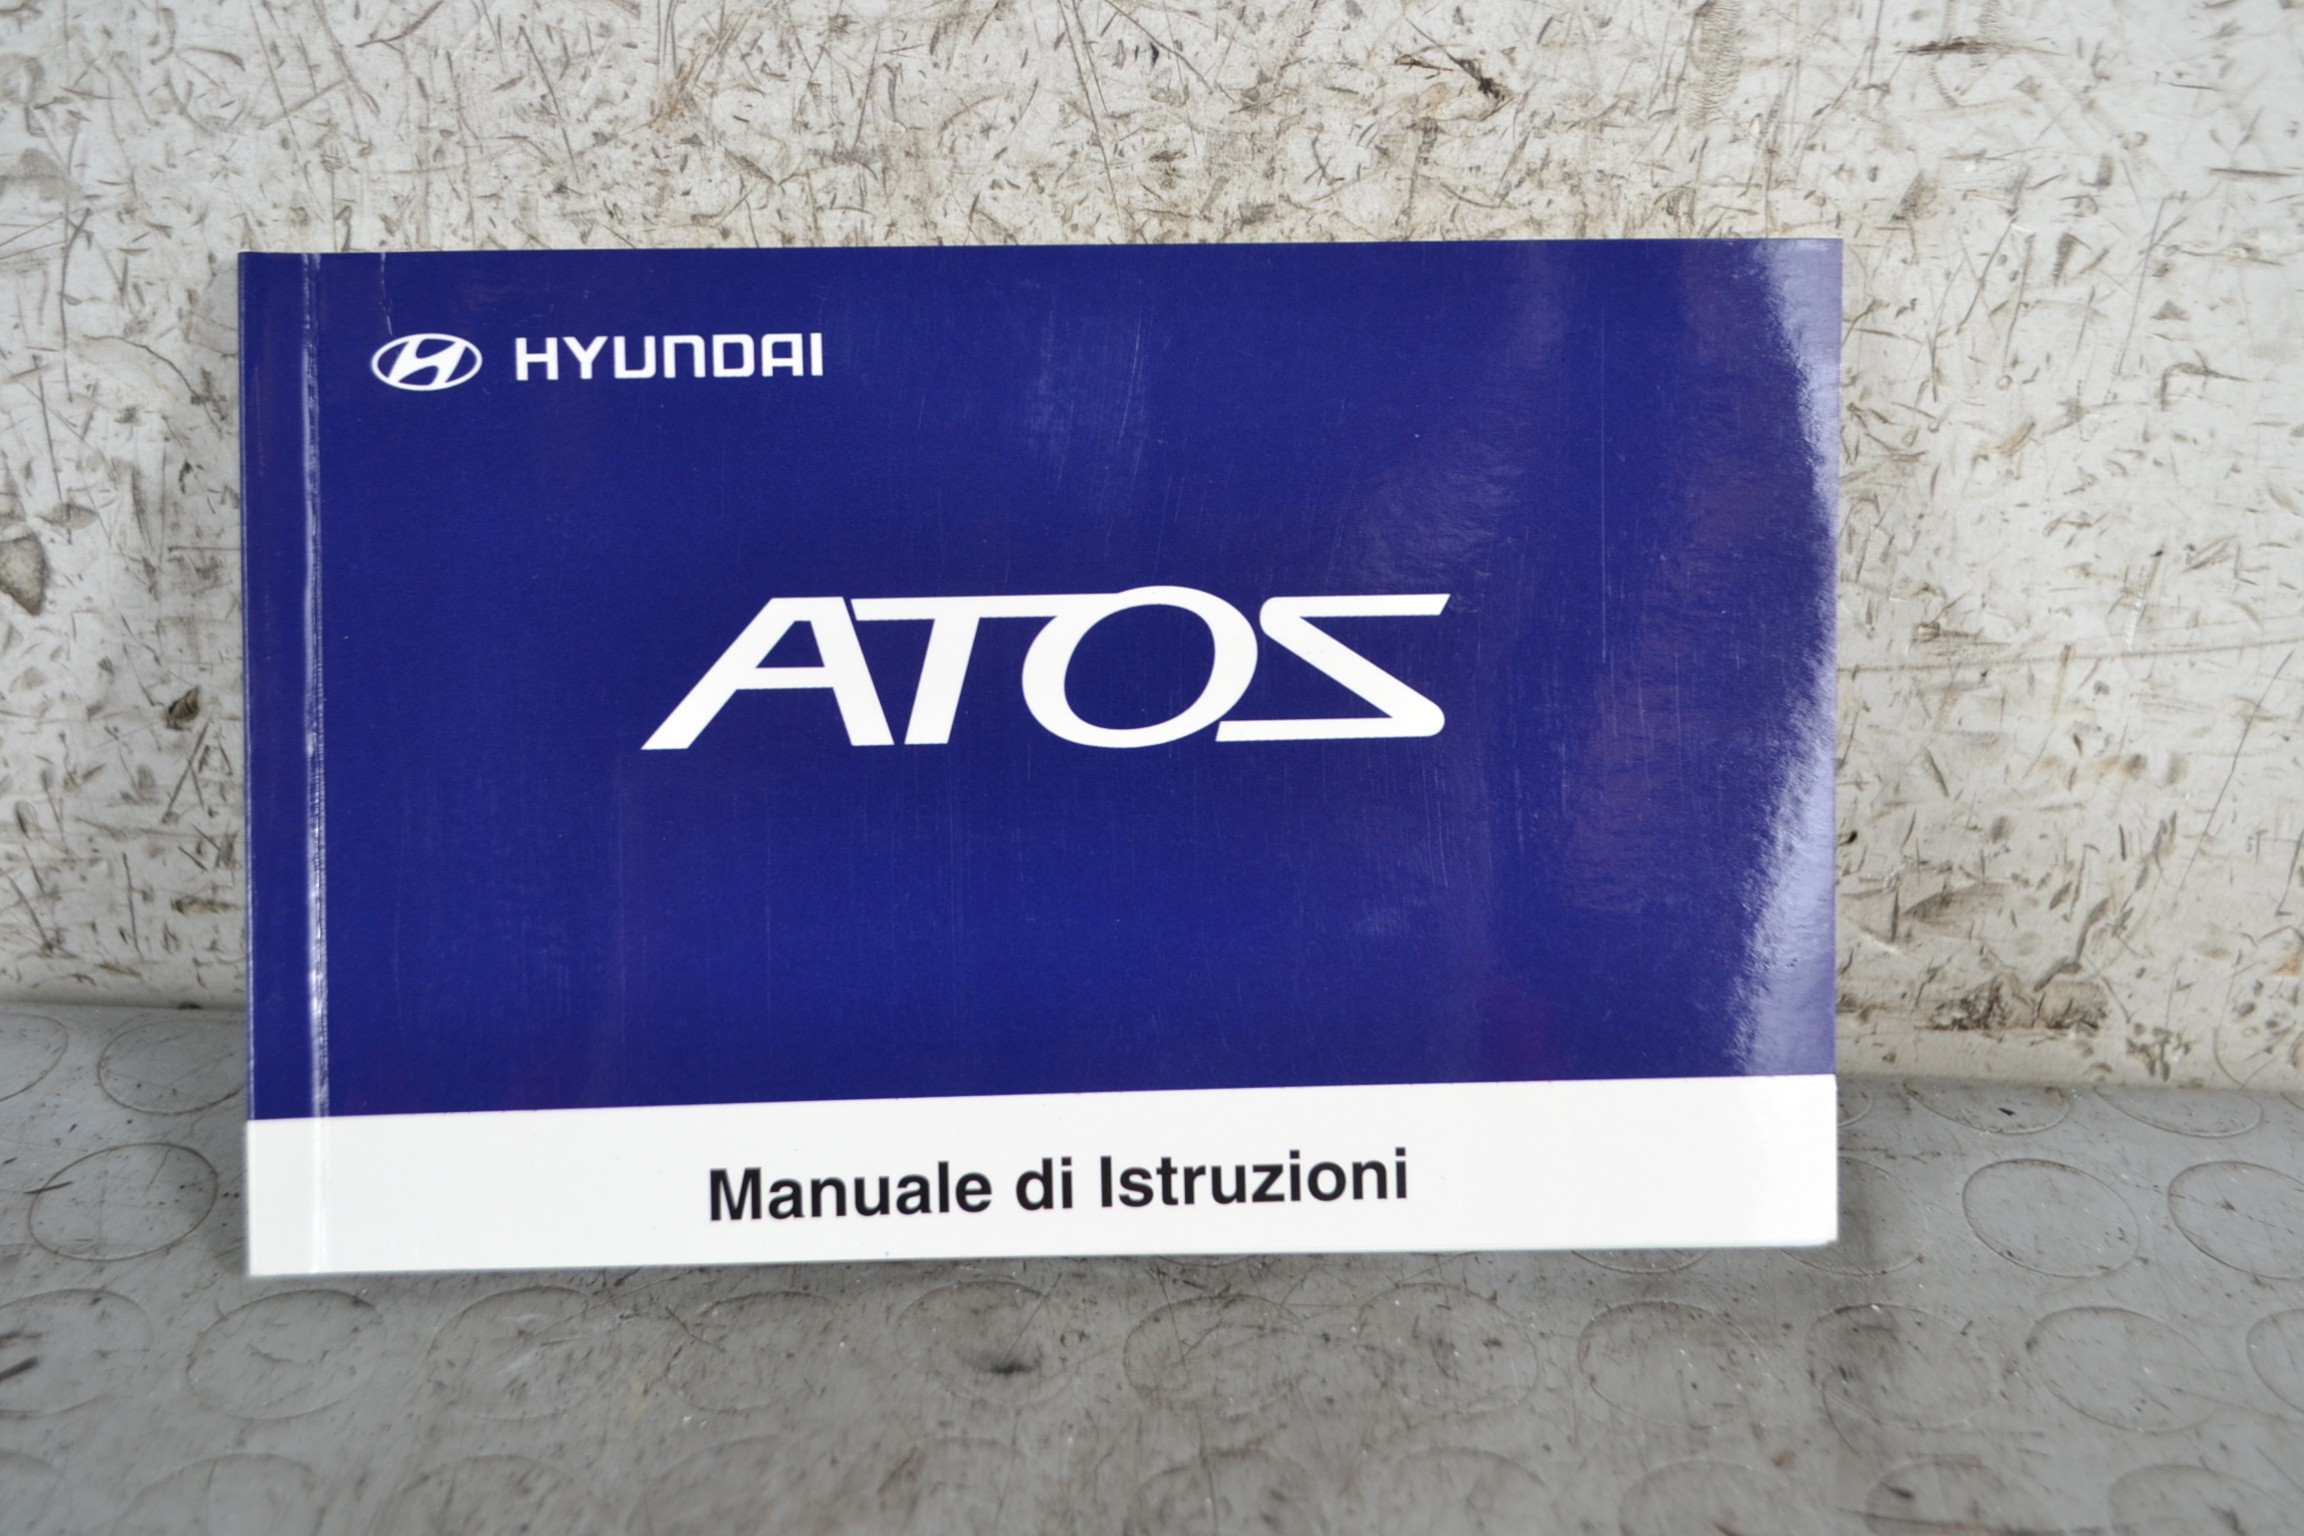 HYUNDAI
ATOS
Manuale di Istruzioni